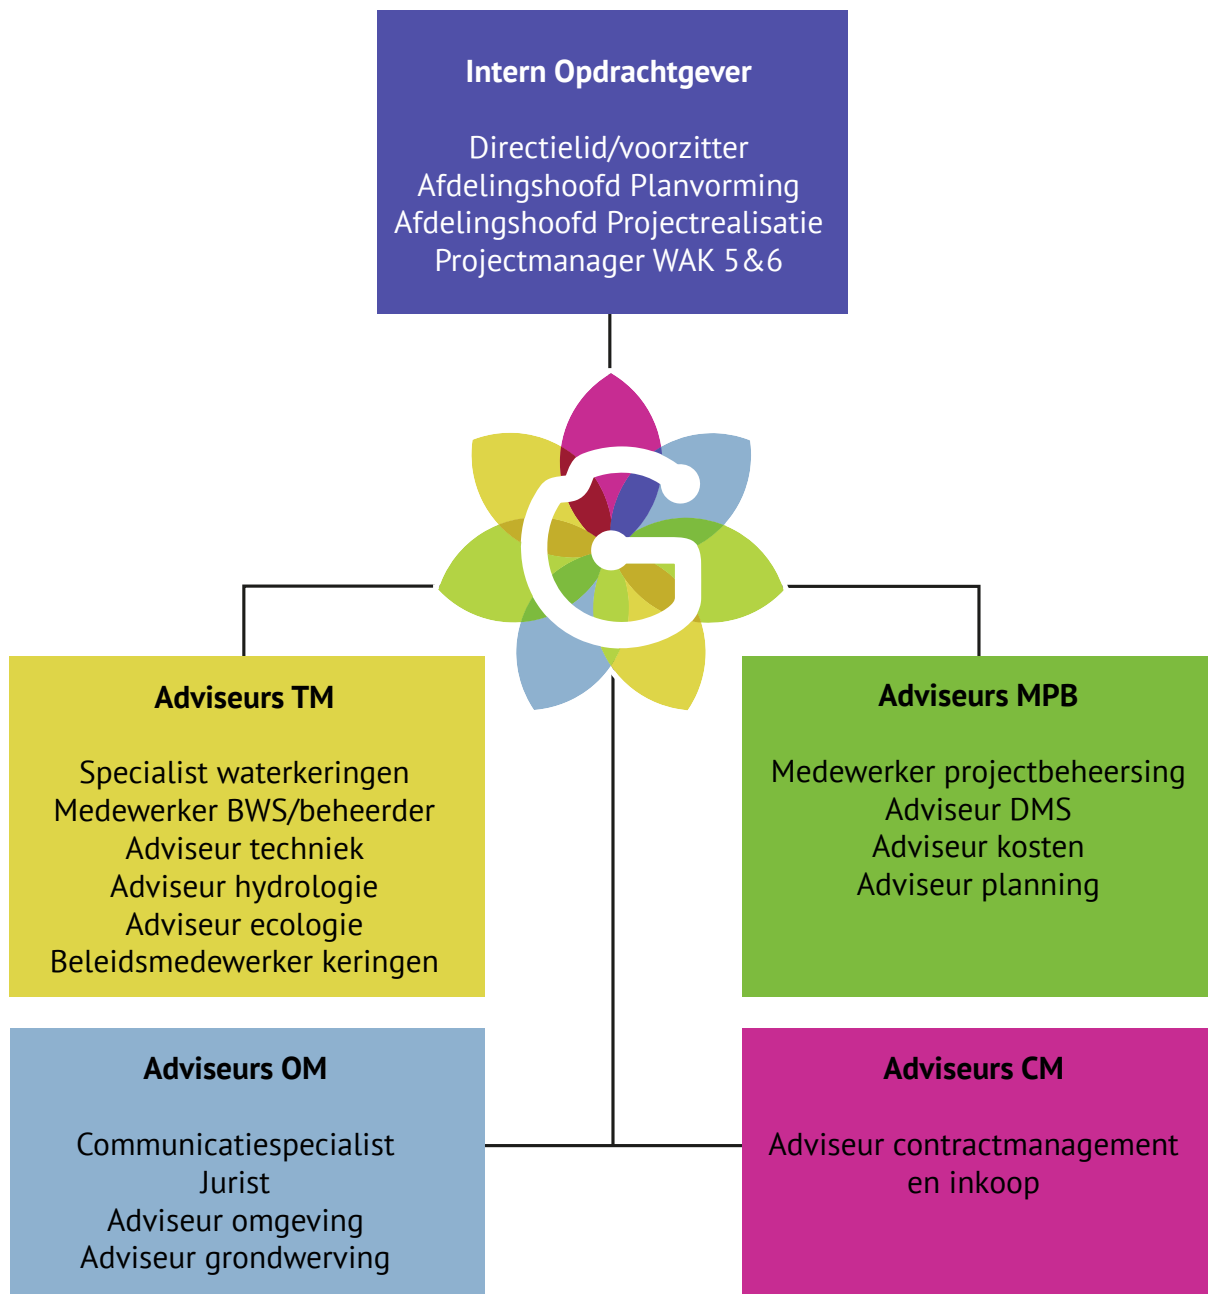 Intern Opdrachtgever
Directielid/voorzitter
Afdelingshoofd Planvorming
Afdelingshoofd Projectrealisatie
Projectmanager WAK 5&6
G
Adviseurs TM
Specialist waterkeringen
Medewerker BWS/beheerder
Adviseur techniek
Adviseur hydrologie
Adviseur ecologie
Beleidsmedewerker keringen
Adviseurs MPB
Medewerker projectbeheersing
Adviseur DMS
Adviseur kosten
Adviseur planning
Adviseurs OM
Communicatiespecialist
Jurist
Adviseur omgeving
Adviseur grondwerving
Adviseurs CM
Adviseur contractmanagement
en inkoop